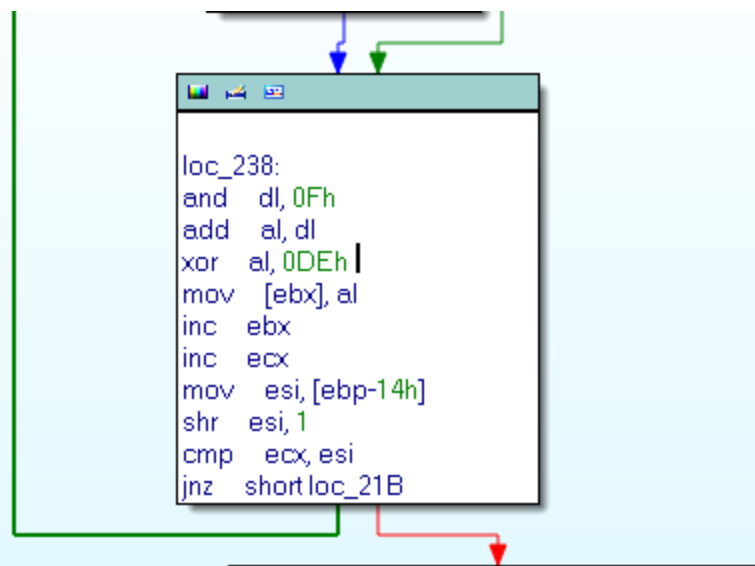 loc_238:
and dl, 0Fh
add al, dl
xor al, 0DEh
mov [ebx], al
inc ebx
inc ecx
mov esi, [ebp-14h]
shr esi, 1
cmp ecx, esi
jnz short loc_21B